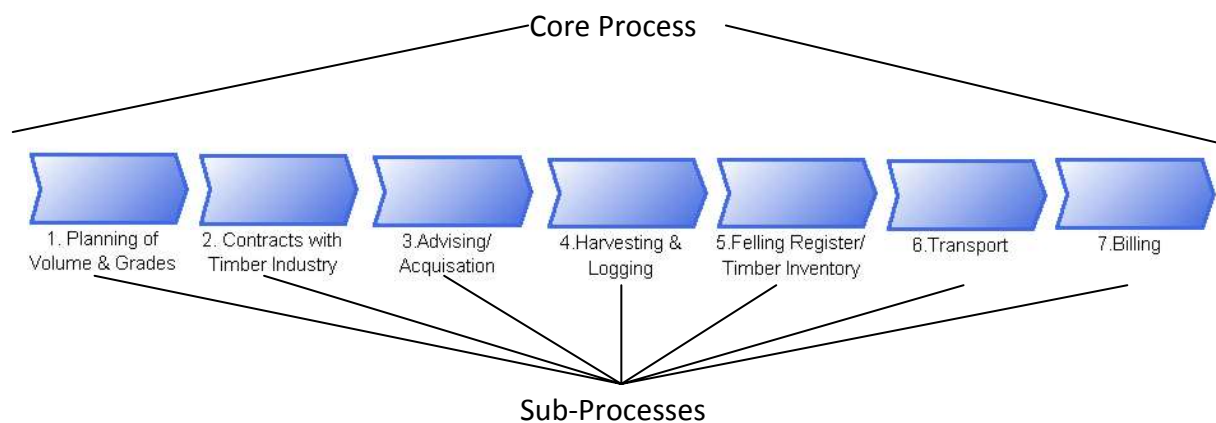 Core Process
1. Planning of
Volume & Grades
2. Contracts with
Timber Industry
3.Advising/
Acquisation
4.Harvesting &
Logging
5.Felling Register/
Timber Inventory
6.Transport
7.Billing
Sub-Processes